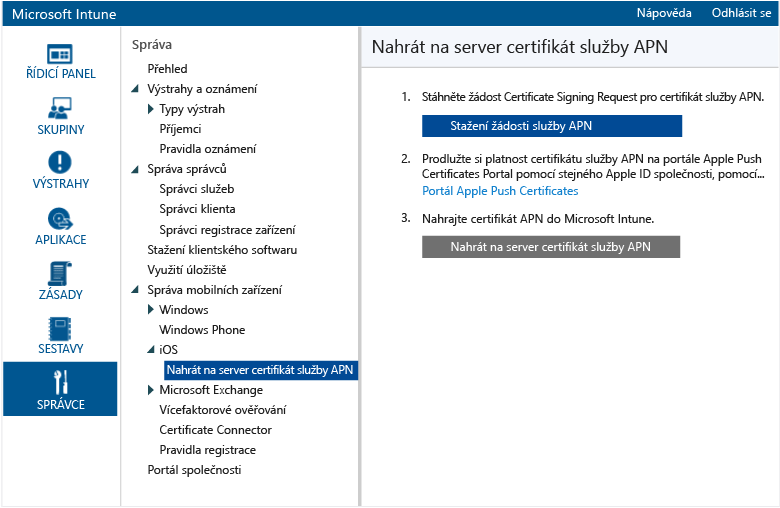 Microsoft Intune
Nápověda
Odhlásit se
ŘÍDICÍ PANEL
SKUPINY
VÝSTRAHY
APLIKACE
ZÁSADY
SESTAVY
SPRÁVCE
Správa
Přehled
Výstrahy a oznámení
Typy výstrah
Příjemci
Pravidla oznámení
Správa správců
Správci služeb
Správci klienta
Správci registrace zařízení
Stažení klientského softwaru
Využití úložiště
Správa mobilních zařízení
Windows
Windows Phone
iOS
Nahrát na server certifikát služby APN
Microsoft Exchange
Vícefaktorové ověřování
Certificate Connector
Pravidla registrace
Portál společnosti
Nahrát na server certifikát služby APN
1. Stáhněte žádost Certificate Signing Request pro certifikát služby APN.
Stažení žádosti služby APN
2. Prodlužte si platnost certifikátu služby APN na portále Apple Push
Certificates Portal pomocí stejného Apple ID společnosti, pomocí...
Portál Apple Push Certificates
3. Nahrajte certifikát APN do Microsoft Intune.
Nahrát na server certifikát služby APN